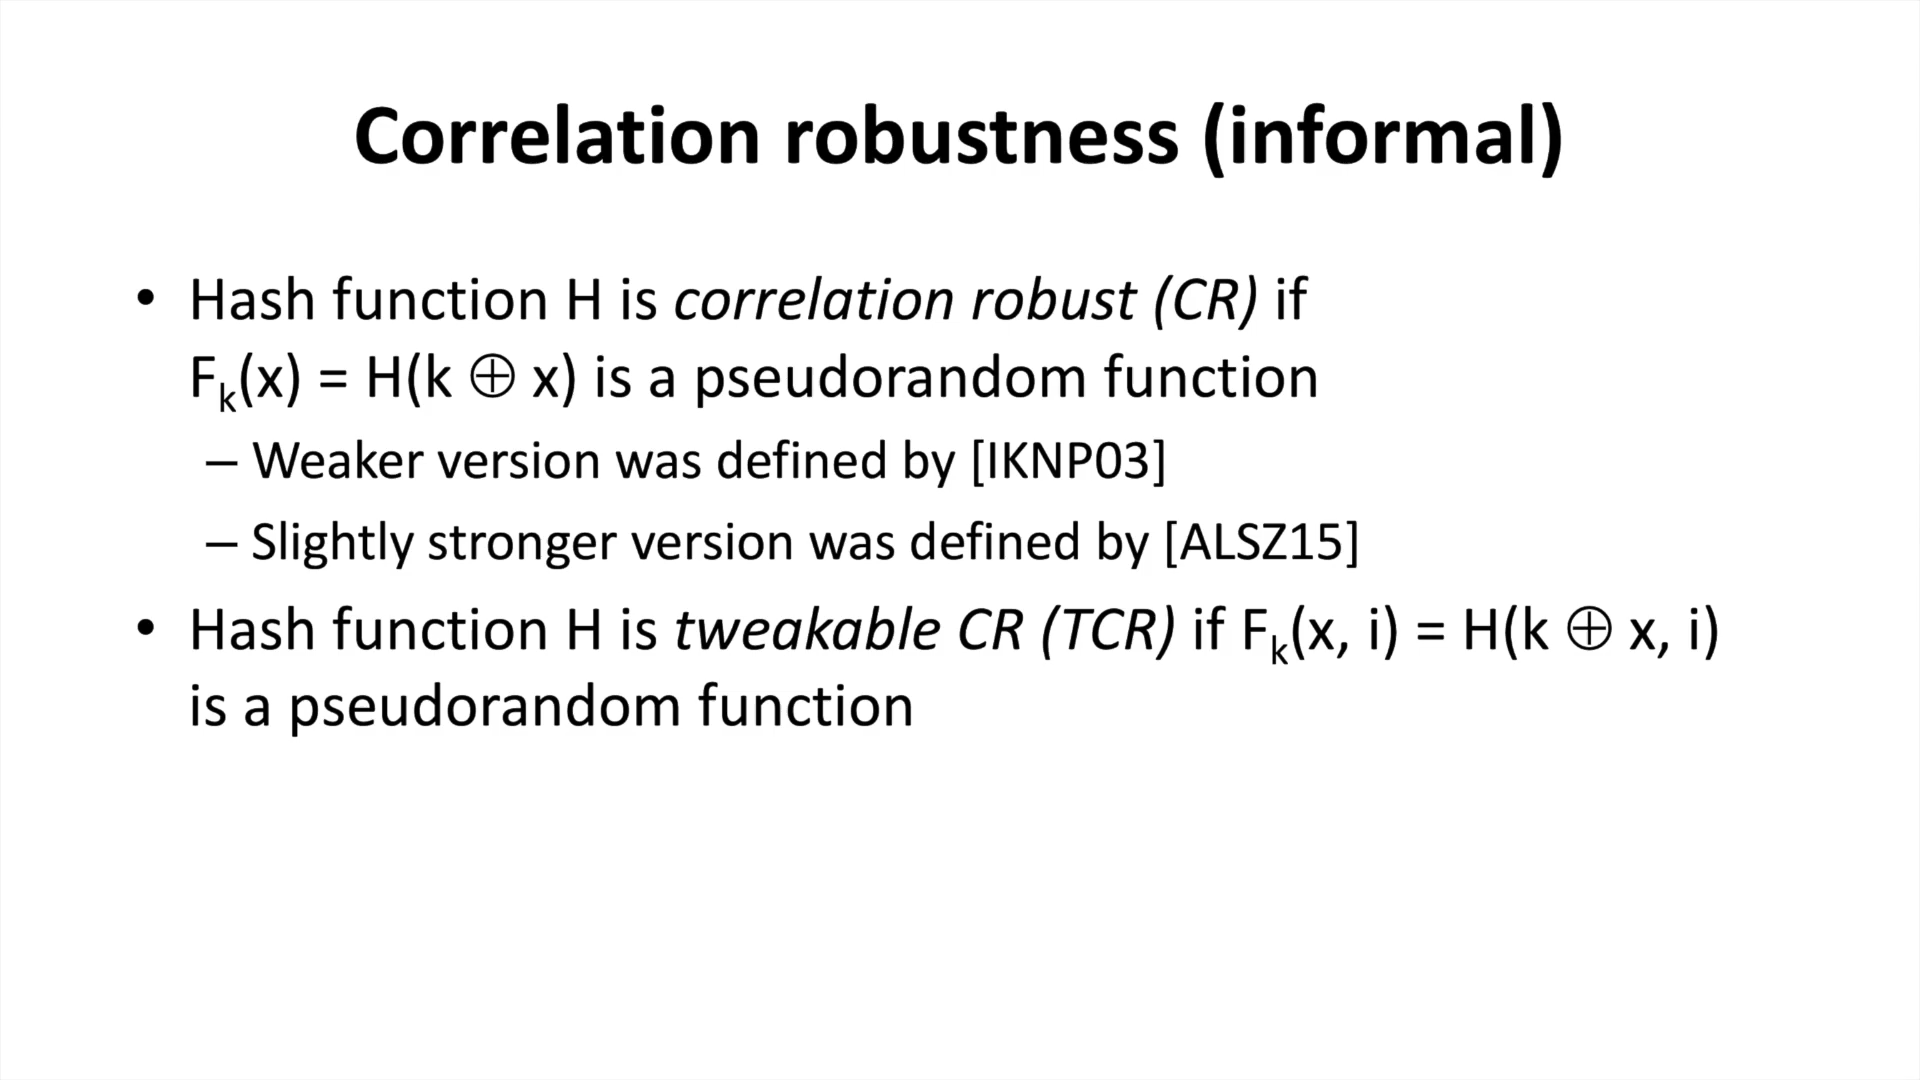 Correlation robustness (informal)
• Hash function H is correlation robust (CR) if
Fₖ(x) = H(k ⊕ x) is a pseudorandom function
– Weaker version was defined by [IKNP03]
– Slightly stronger version was defined by [ALSZ15]
• Hash function H is tweakable CR (TCR) if Fₖ(x, i) = H(k ⊕ x, i)
is a pseudorandom function